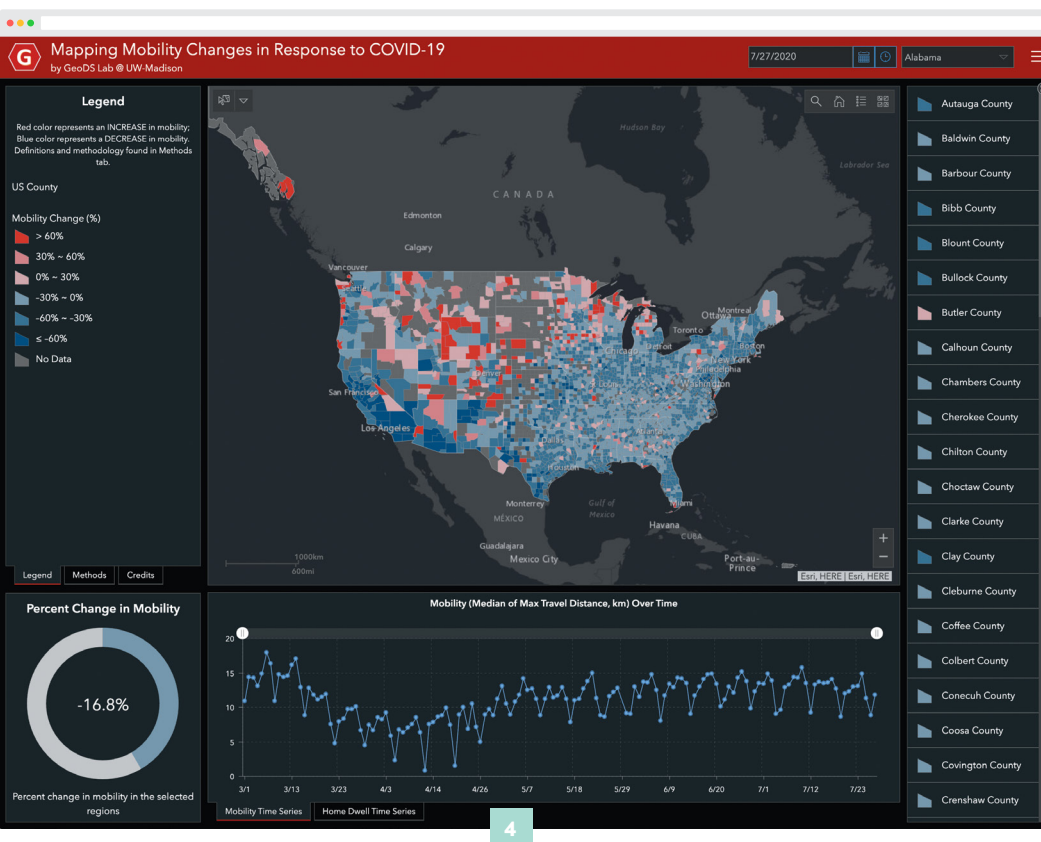 G
Mapping Mobility Changes in Response to COVID-19
by GeoDS Lab @ UW-Madison
7/27/2020
Alabama
Legend
Red color represents an INCREASE in mobility;
Blue color represents a DECREASE in mobility.
Definitions and methodology found in Methods
tab.
US County
Mobility Change (%)
> 60%
30% ~ 60%
0% ~ 30%
-30% ~ 0%
-60% ~ -30%
≤ -60%
No Data
Legend
Methods
Credits
Hudson Bay
Labrador Sea
CANADA
Edmonton
Calgary
Vancouver
Seattle
Montreal
Ottawa
Toronto
Boston
Detroit
Chicago
New York
Philadelphia
Washington
Denver
San Francisco
Los Angeles
Atlanta
Dallas
Houston
Monterrey
Gulf of
Mexico
Miami
MÉXICO
Havana
CUBA
Guadalajara
Mexico City
Port-au-
Prince
1000km
600mi
+
−
Esri, HERE | Esri, HERE
Autauga County
Baldwin County
Barbour County
Bibb County
Blount County
Bullock County
Butler County
Calhoun County
Chambers County
Cherokee County
Chilton County
Choctaw County
Clarke County
Clay County
Cleburne County
Coffee County
Colbert County
Conecuh County
Coosa County
Covington County
Crenshaw County
Percent Change in Mobility
-16.8%
Percent change in mobility in the selected
regions
Mobility (Median of Max Travel Distance, km) Over Time
20
15
10
5
0
3/1 3/13 3/23 4/3 4/14 4/26 5/7 5/18 5/29 6/9 6/20 7/1 7/12 7/23
Mobility Time Series
Home Dwell Time Series
4